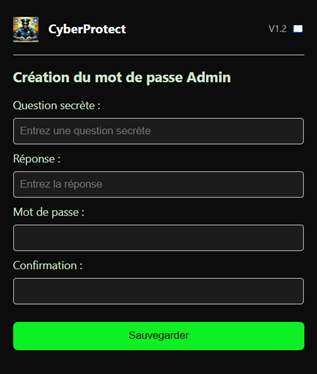 CyberProtect
V1.2
Création du mot de passe Admin
Question secrète :
Entrez une question secrète
Réponse :
Entrez la réponse
Mot de passe :
Confirmation :
Sauvegarder